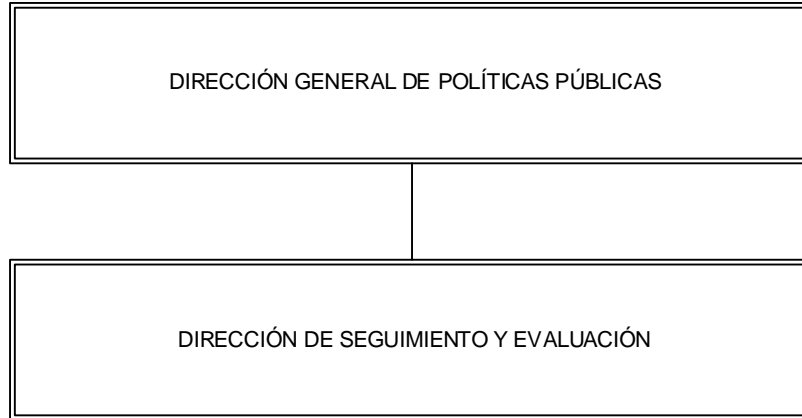 DIRECCIÓN GENERAL DE POLÍTICAS PÚBLICAS
DIRECCIÓN DE SEGUIMIENTO Y EVALUACIÓN